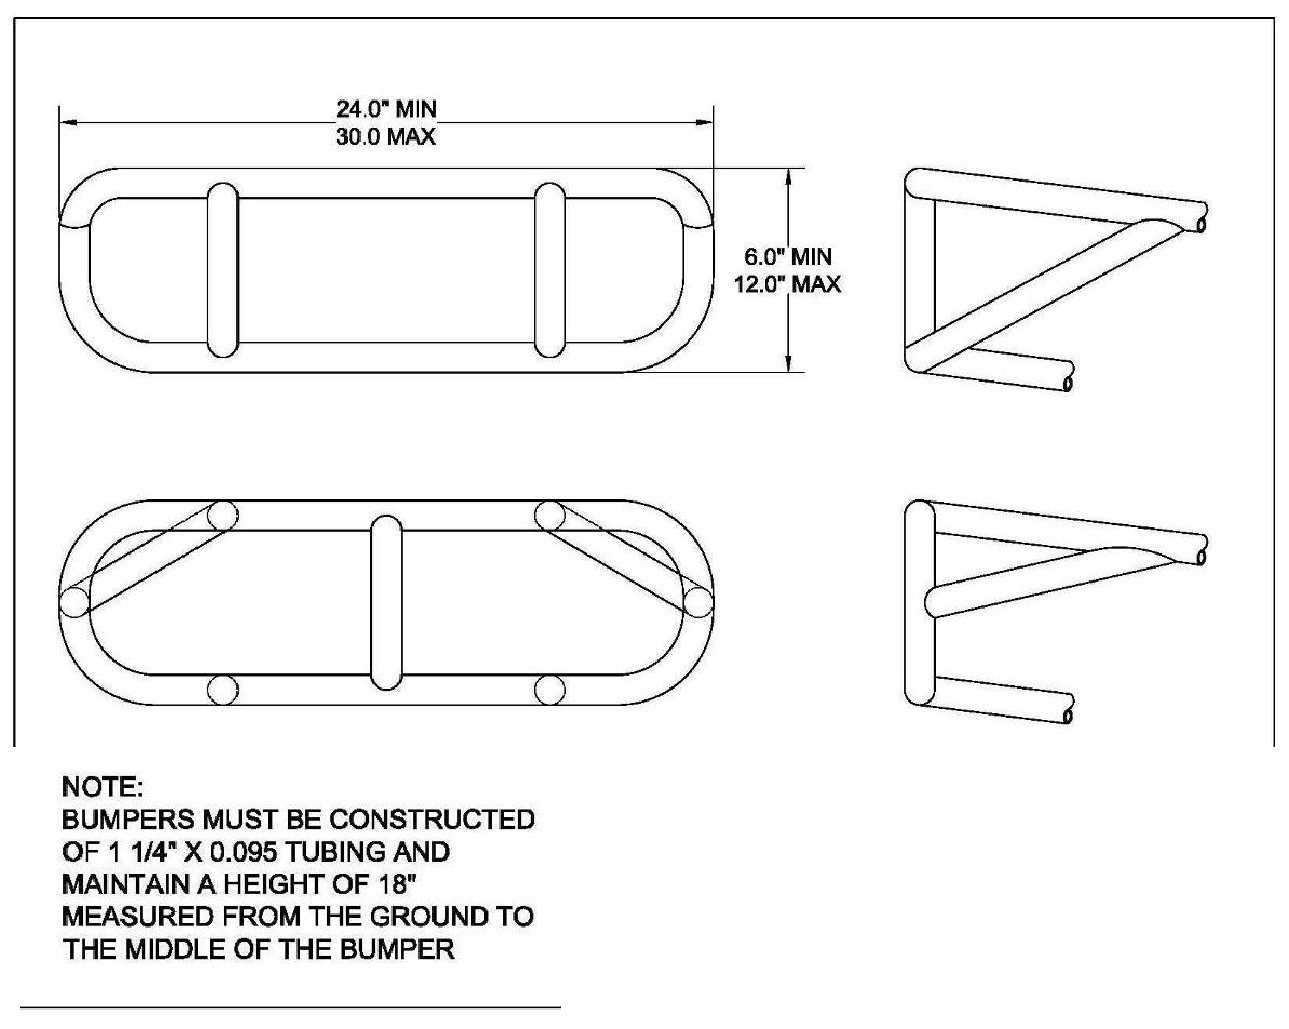 24.0" MIN
30.0 MAX
6.0" MIN
12.0" MAX
NOTE:
BUMPERS MUST BE CONSTRUCTED
OF 1 1/4" X 0.095 TUBING AND
MAINTAIN A HEIGHT OF 18"
MEASURED FROM THE GROUND TO
THE MIDDLE OF THE BUMPER